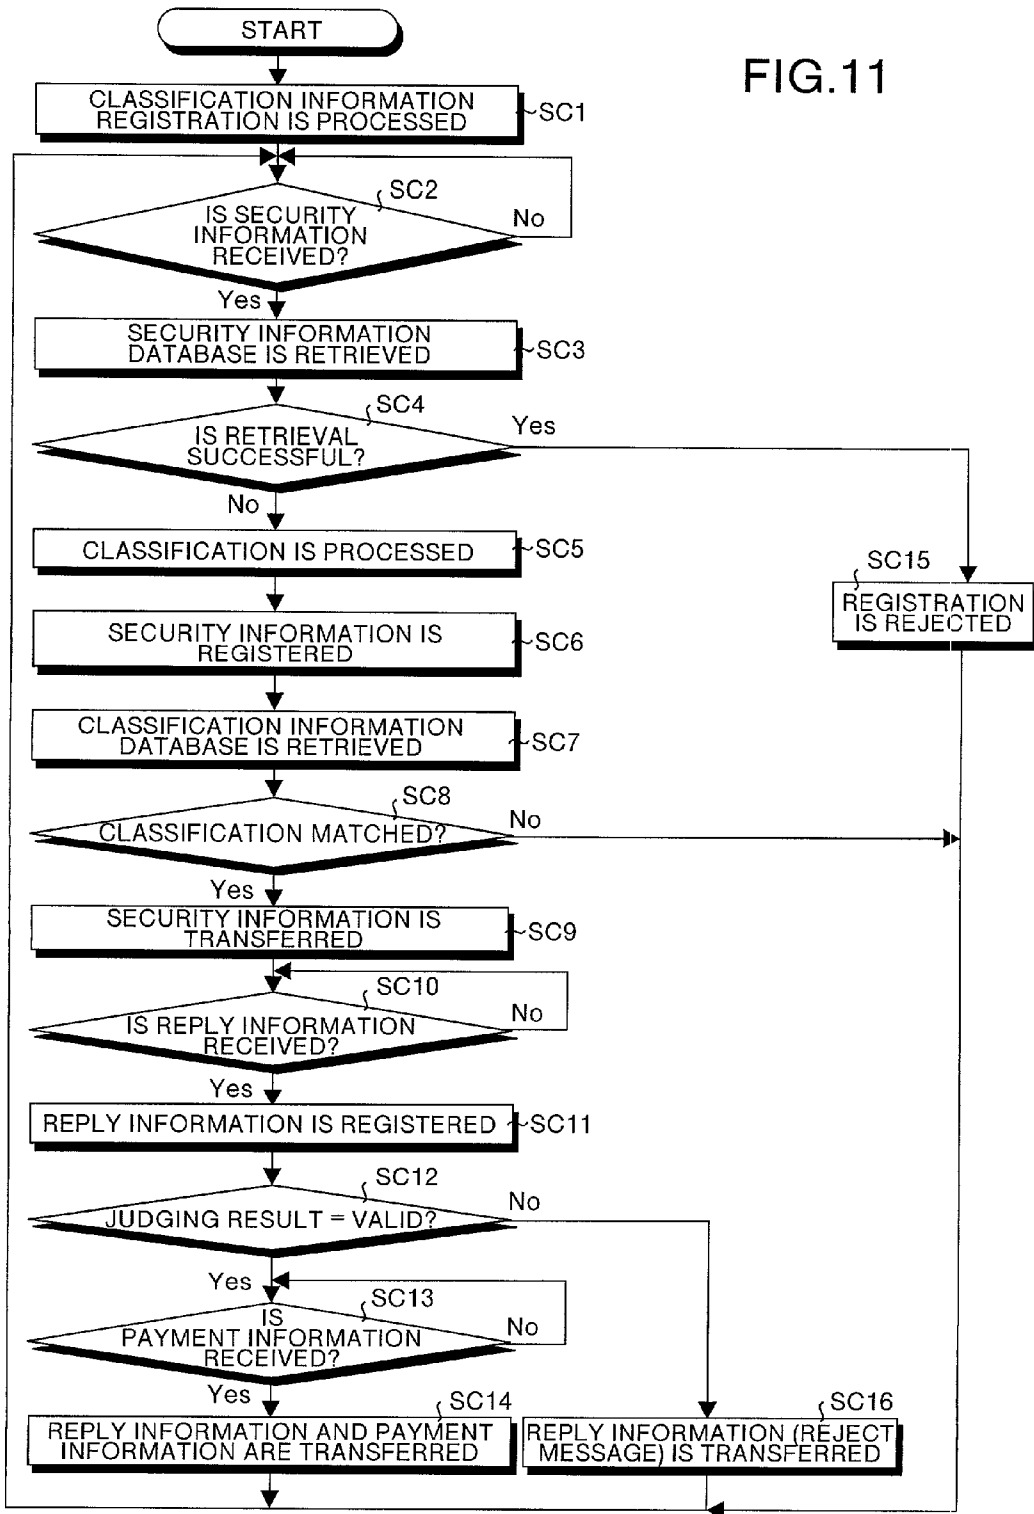 START
FIG.11
CLASSIFICATION INFORMATION
REGISTRATION IS PROCESSED
SC1
SC2
IS SECURITY
INFORMATION
RECEIVED?
No
Yes
SECURITY INFORMATION
DATABASE IS RETRIEVED
SC3
SC4
IS RETRIEVAL
SUCCESSFUL?
Yes
No
CLASSIFICATION IS PROCESSED
SC5
SC15
REGISTRATION
IS REJECTED
SECURITY INFORMATION IS
REGISTERED
SC6
CLASSIFICATION INFORMATION
DATABASE IS RETRIEVED
SC7
SC8
CLASSIFICATION MATCHED?
No
Yes
SECURITY INFORMATION IS
TRANSFERRED
SC9
SC10
IS REPLY INFORMATION
RECEIVED?
No
Yes
REPLY INFORMATION IS REGISTERED
SC11
SC12
JUDGING RESULT = VALID?
No
Yes
SC13
IS
PAYMENT INFORMATION
RECEIVED?
No
Yes
SC14
REPLY INFORMATION AND PAYMENT
INFORMATION ARE TRANSFERRED
SC16
REPLY INFORMATION (REJECT
MESSAGE) IS TRANSFERRED